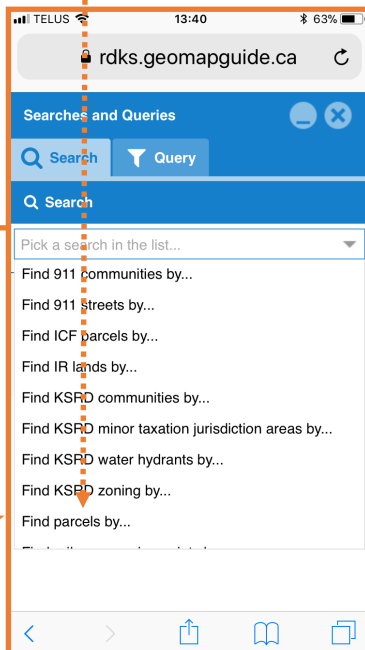 TELUS 13:40 63%
rdks.geomapguide.ca
Searches and Queries
Search Query
Search
Pick a search in the list...
Find 911 communities by...
Find 911 streets by...
Find ICF parcels by...
Find IR lands by...
Find KSRD communities by...
Find KSRD minor taxation jurisdiction areas by...
Find KSRD water hydrants by...
Find KSRD zoning by...
Find parcels by...